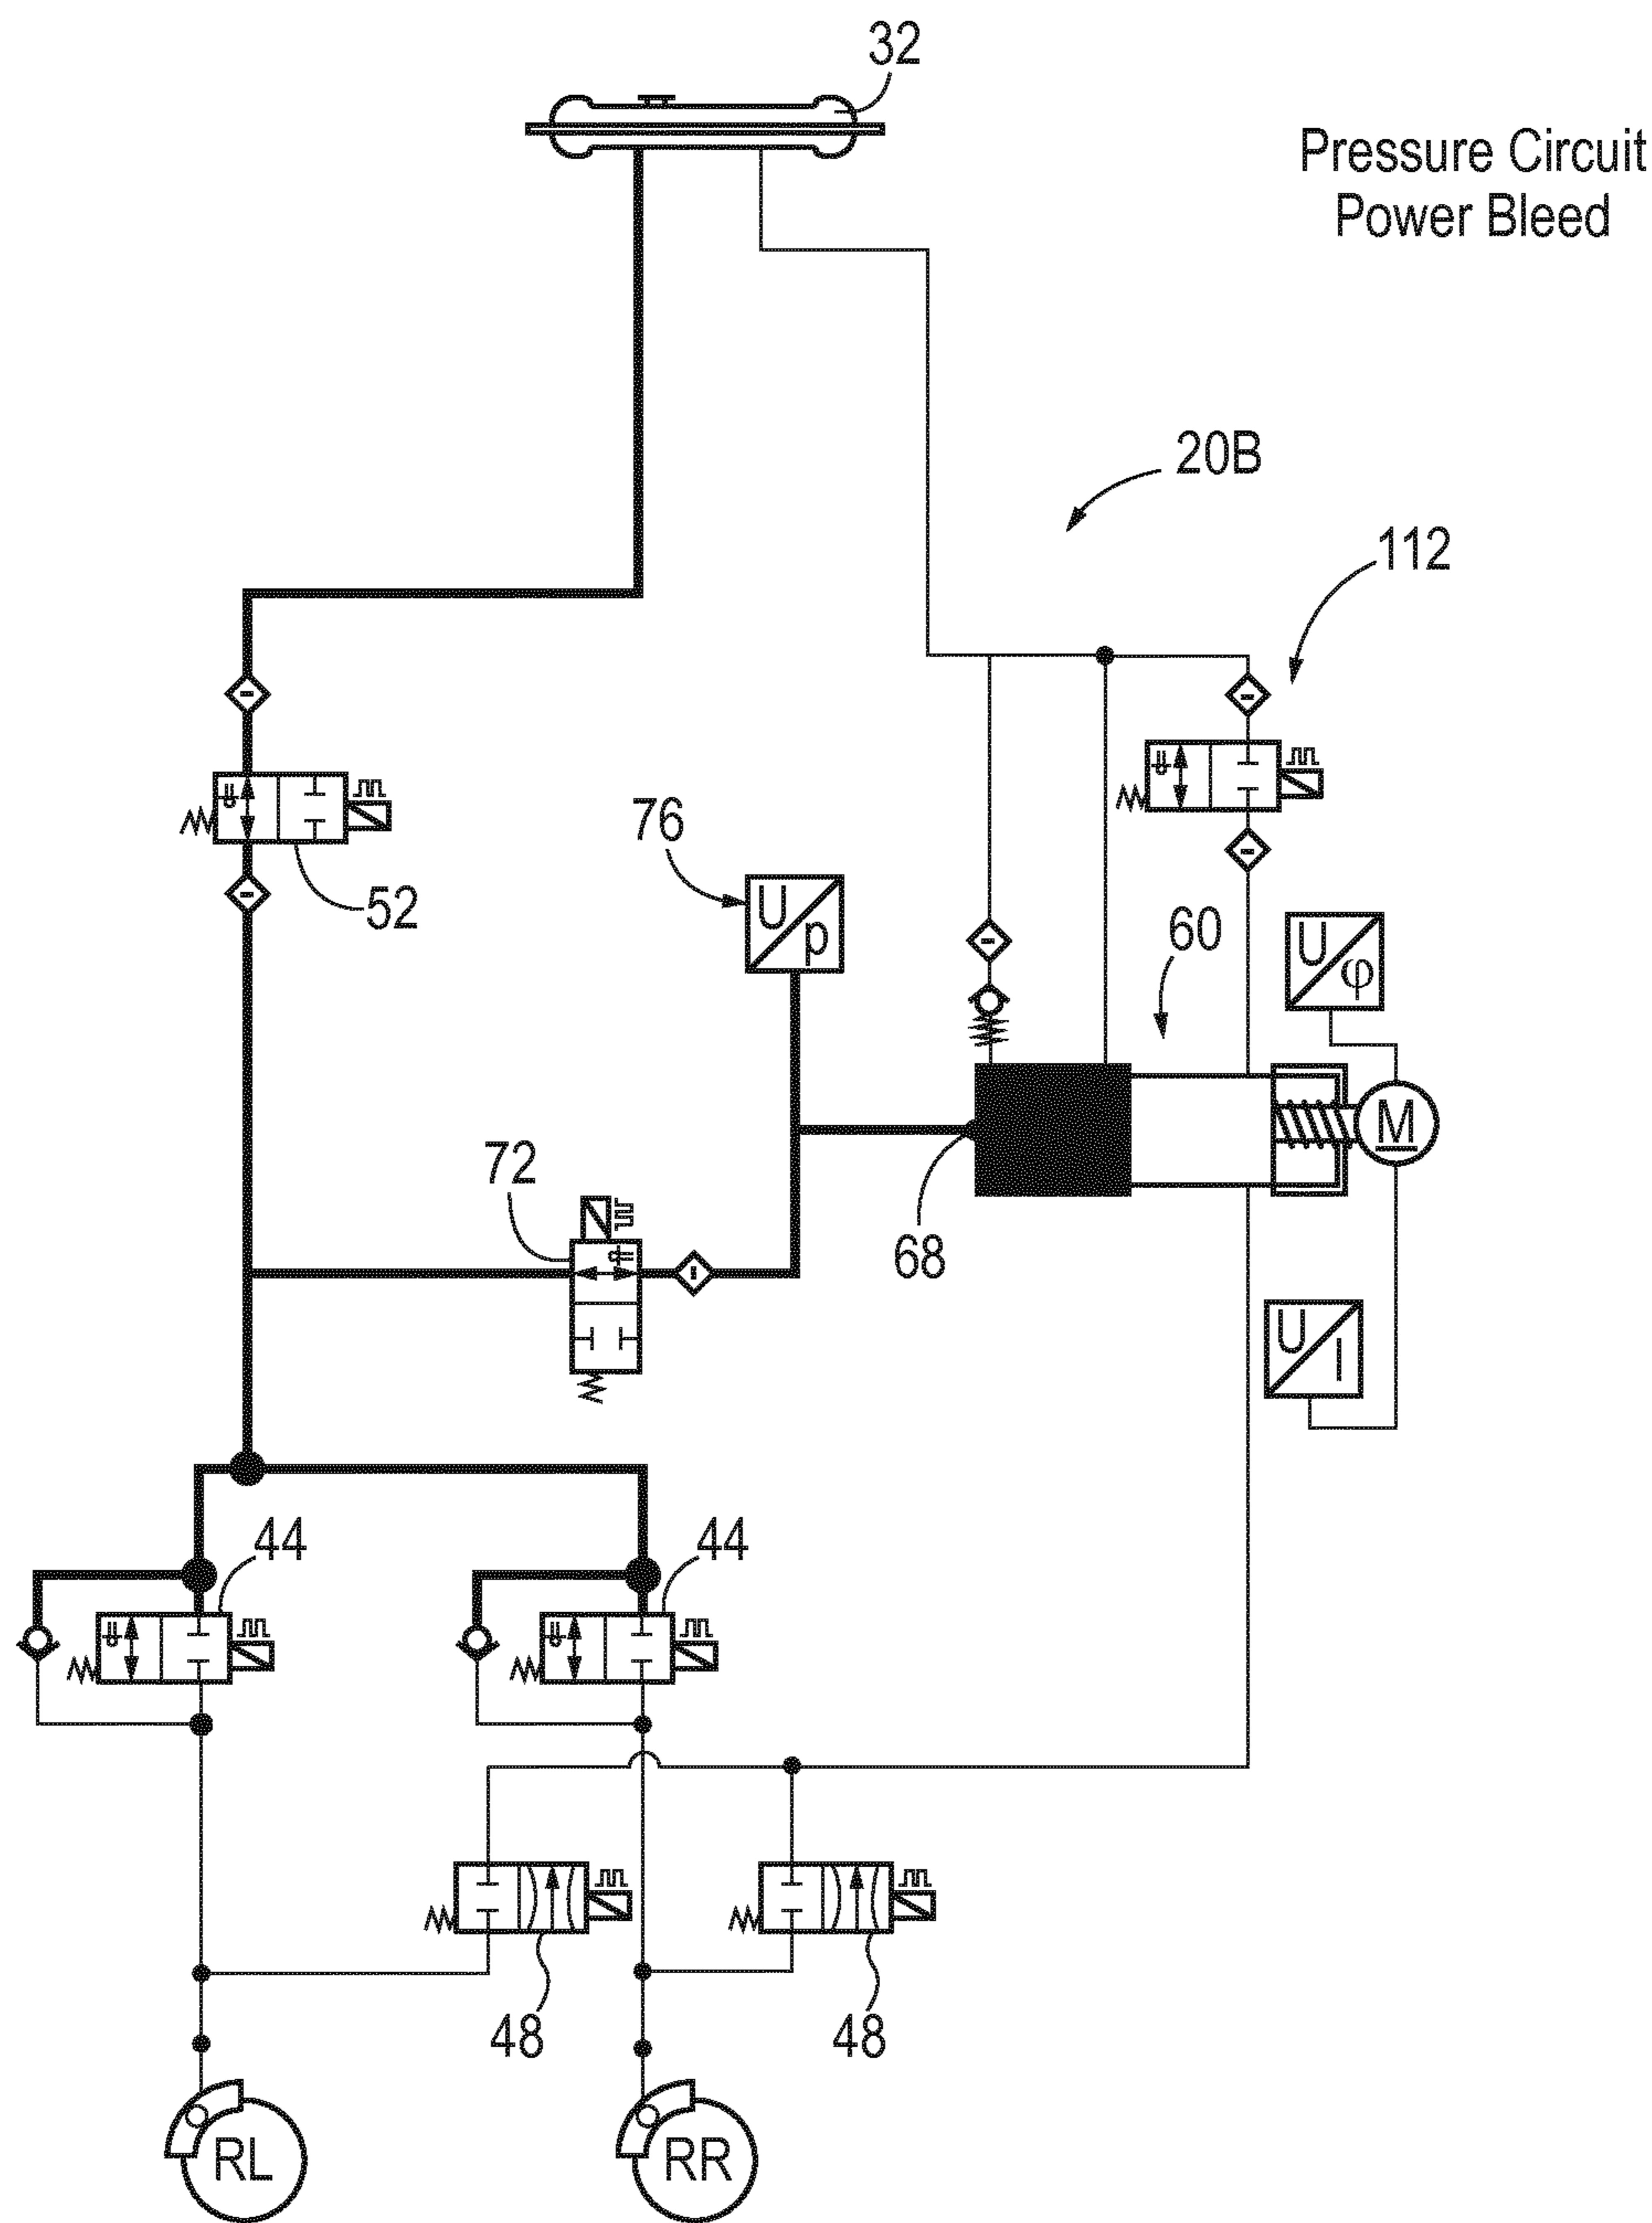 32
Pressure Circuit
Power Bleed
20B
112
52
76
U
p
60
U
φ
M
72
68
U
I
44
44
48
48
RL
RR